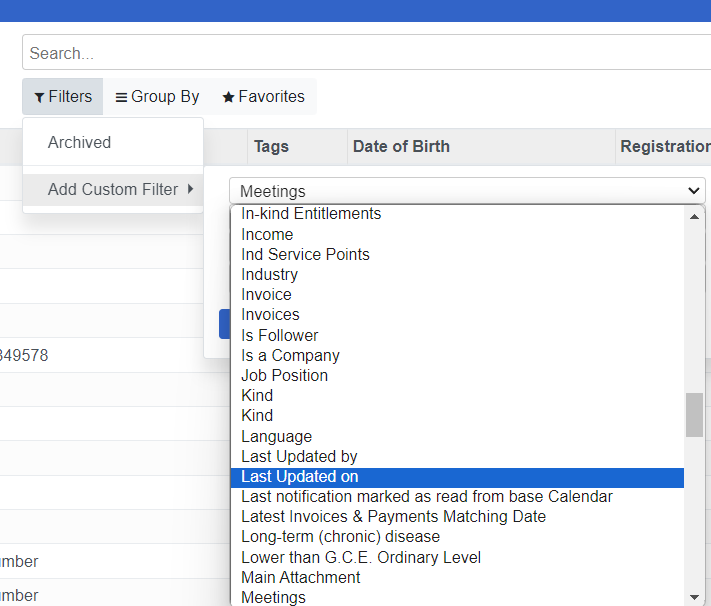 Search...
Filters
Group By
Favorites
Archived
Add Custom Filter
Tags
Date of Birth
Registration
Meetings
In-kind Entitlements
Income
Ind Service Points
Industry
Invoice
Invoices
Is Follower
Is a Company
Job Position
Kind
Kind
Language
Last Updated by
Last Updated on
Last notification marked as read from base Calendar
Latest Invoices & Payments Matching Date
Long-term (chronic) disease
Lower than G.C.E. Ordinary Level
Main Attachment
Meetings
349578
umber
umber